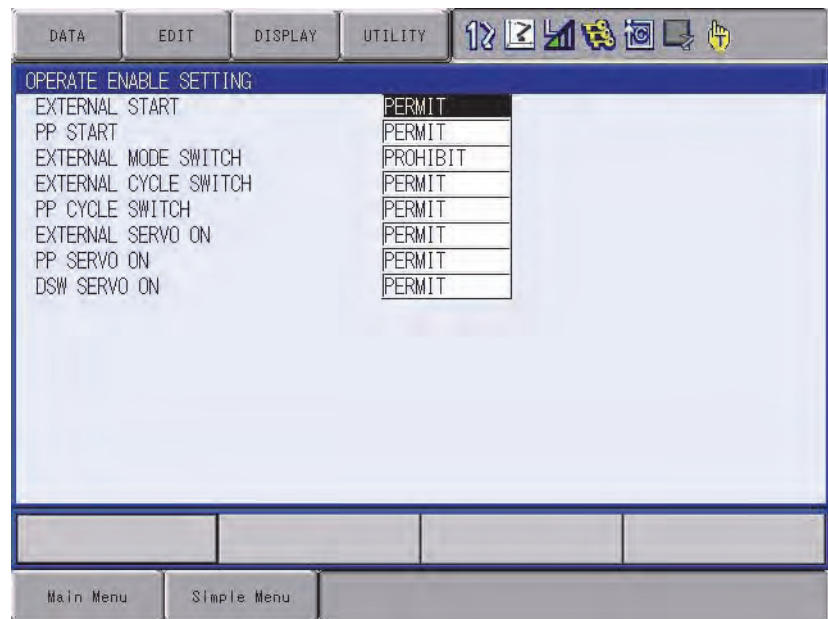 DATA EDIT DISPLAY UTILITY
OPERATE ENABLE SETTING
EXTERNAL START PERMIT
PP START PERMIT
EXTERNAL MODE SWITCH PROHIBIT
EXTERNAL CYCLE SWITCH PERMIT
PP CYCLE SWITCH PERMIT
EXTERNAL SERVO ON PERMIT
PP SERVO ON PERMIT
DSW SERVO ON PERMIT
Main Menu Simple Menu